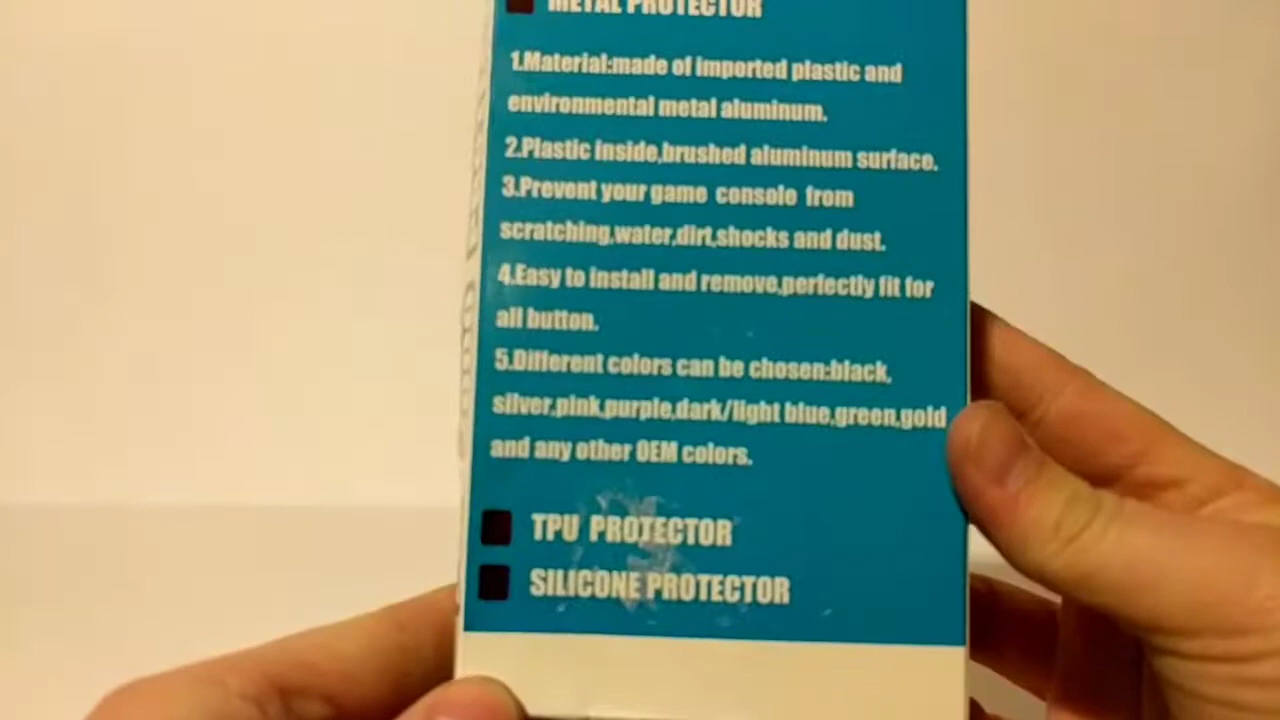 METAL PROTECTOR
1.Material:made of imported plastic and
environmental metal aluminum.
2.Plastic inside,brushed aluminum surface.
3.Prevent your game console from
scratching,water,dirt,shocks and dust.
4.Easy to install and remove,perfectly fit for
all button.
5.Different colors can be chosen:black,
silver,pink,purple,dark/light blue,green,gold
and any other OEM colors.
TPU PROTECTOR
SILICONE PROTECTOR